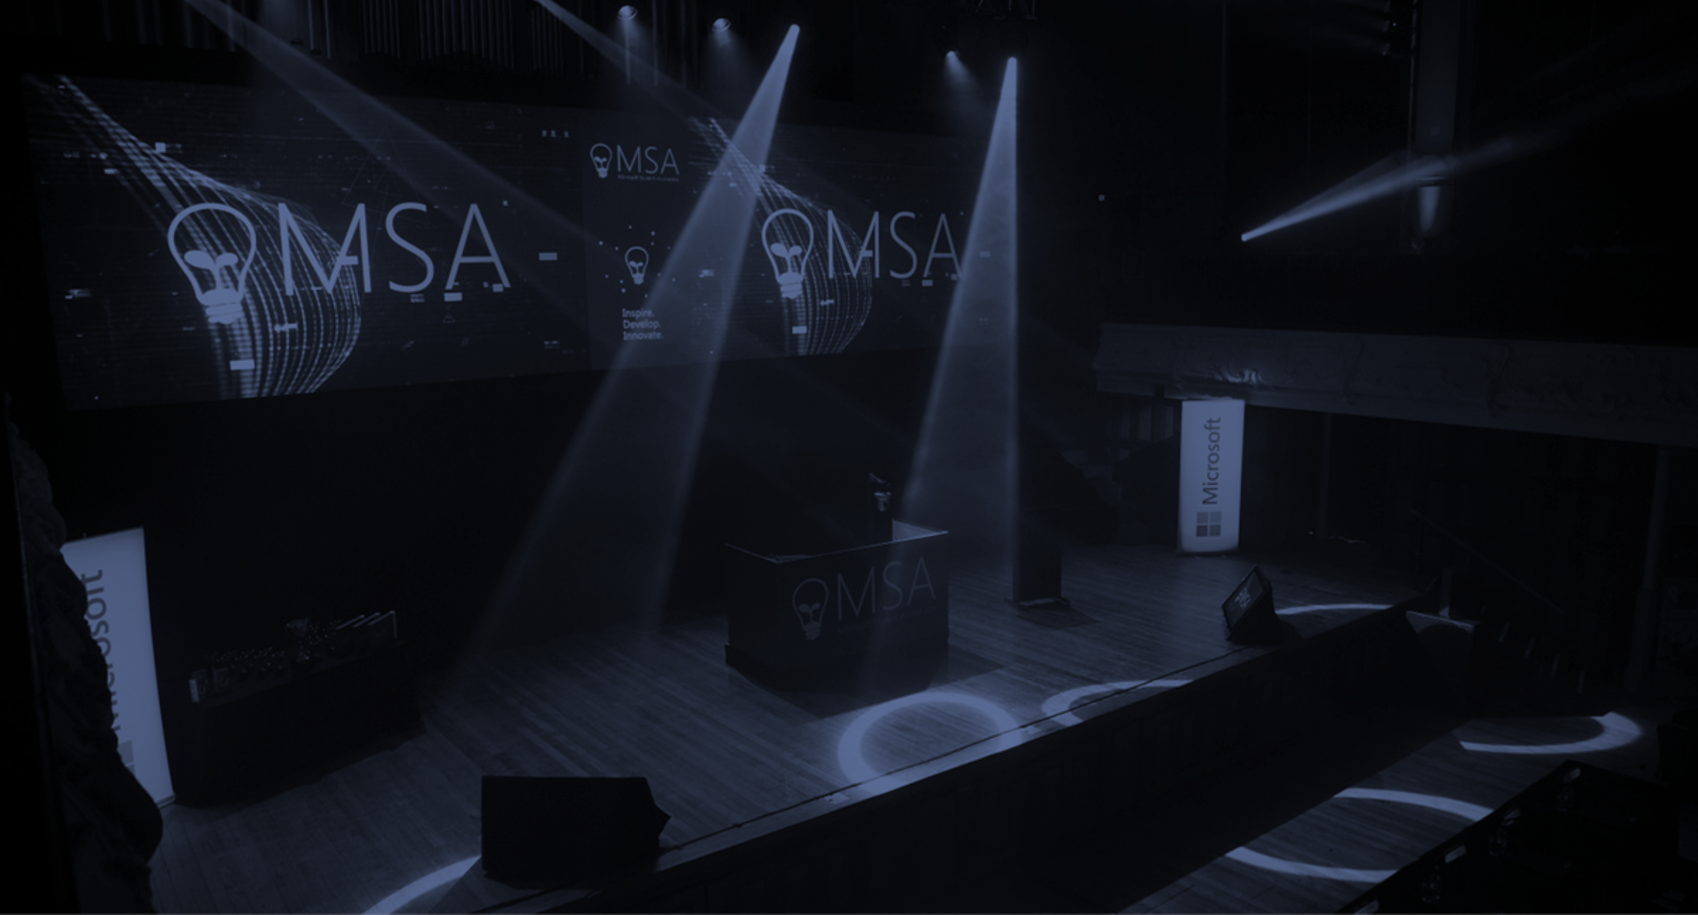 MSA
MSA
MSA
Inspire.
Develop.
Innovate.
MSA
Microsoft
Microsoft